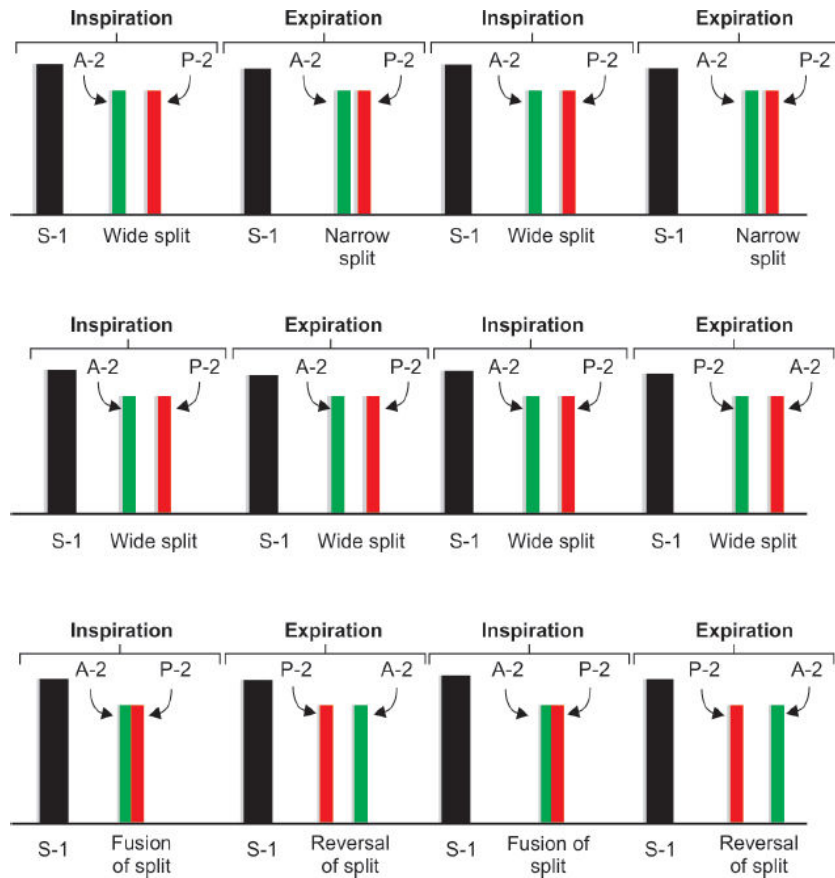 Inspiration Expiration Inspiration Expiration
A-2 P-2 A-2 P-2 A-2 P-2 A-2 P-2
S-1 Wide split S-1 Narrow split S-1 Wide split S-1 Narrow split
Inspiration Expiration Inspiration Expiration
A-2 P-2 A-2 P-2 A-2 P-2 P-2 A-2
S-1 Wide split S-1 Wide split S-1 Wide split S-1 Wide split
Inspiration Expiration Inspiration Expiration
A-2 P-2 P-2 A-2 A-2 P-2 P-2 A-2
S-1 Fusion of split S-1 Reversal of split S-1 Fusion of split S-1 Reversal of split